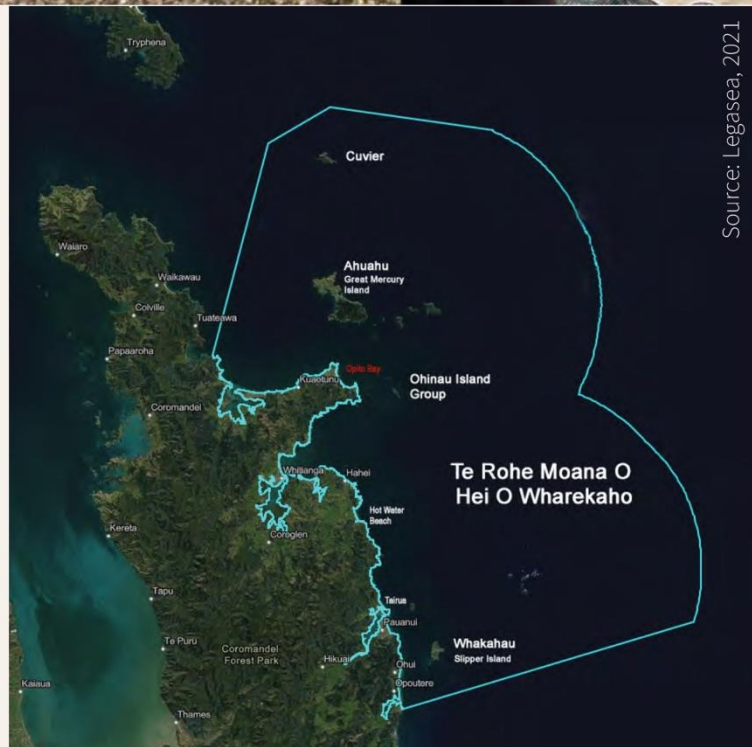 Source: Legasea, 2021
Tryphena
Cuvier
Waiaro
Ahuahu
Great Mercury
Island
Waikawau
Colville
Tuateawa
Papaaroha
Opito Bay
Kuaotunu
Ohinau Island
Group
Coromandel
Te Rohe Moana O
Hei O Wharekaho
Whitianga
Hahei
Hot Water
Beach
Kereta
Coroglen
Tapu
Tairua
Pauanui
Te Puru
Coromandel
Forest Park
Hikuai
Whakahau
Slipper Island
Ohui
Opoutere
Kaiaua
Thames